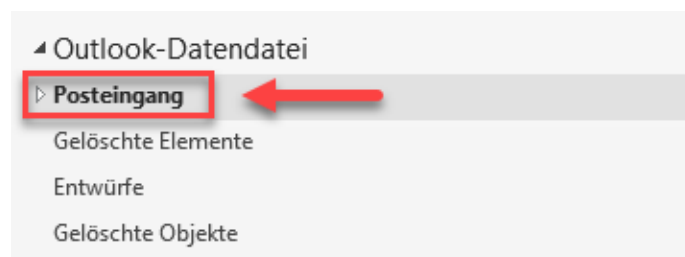 Outlook-Datendatei
Posteingang
Gelöschte Elemente
Entwürfe
Gelöschte Objekte